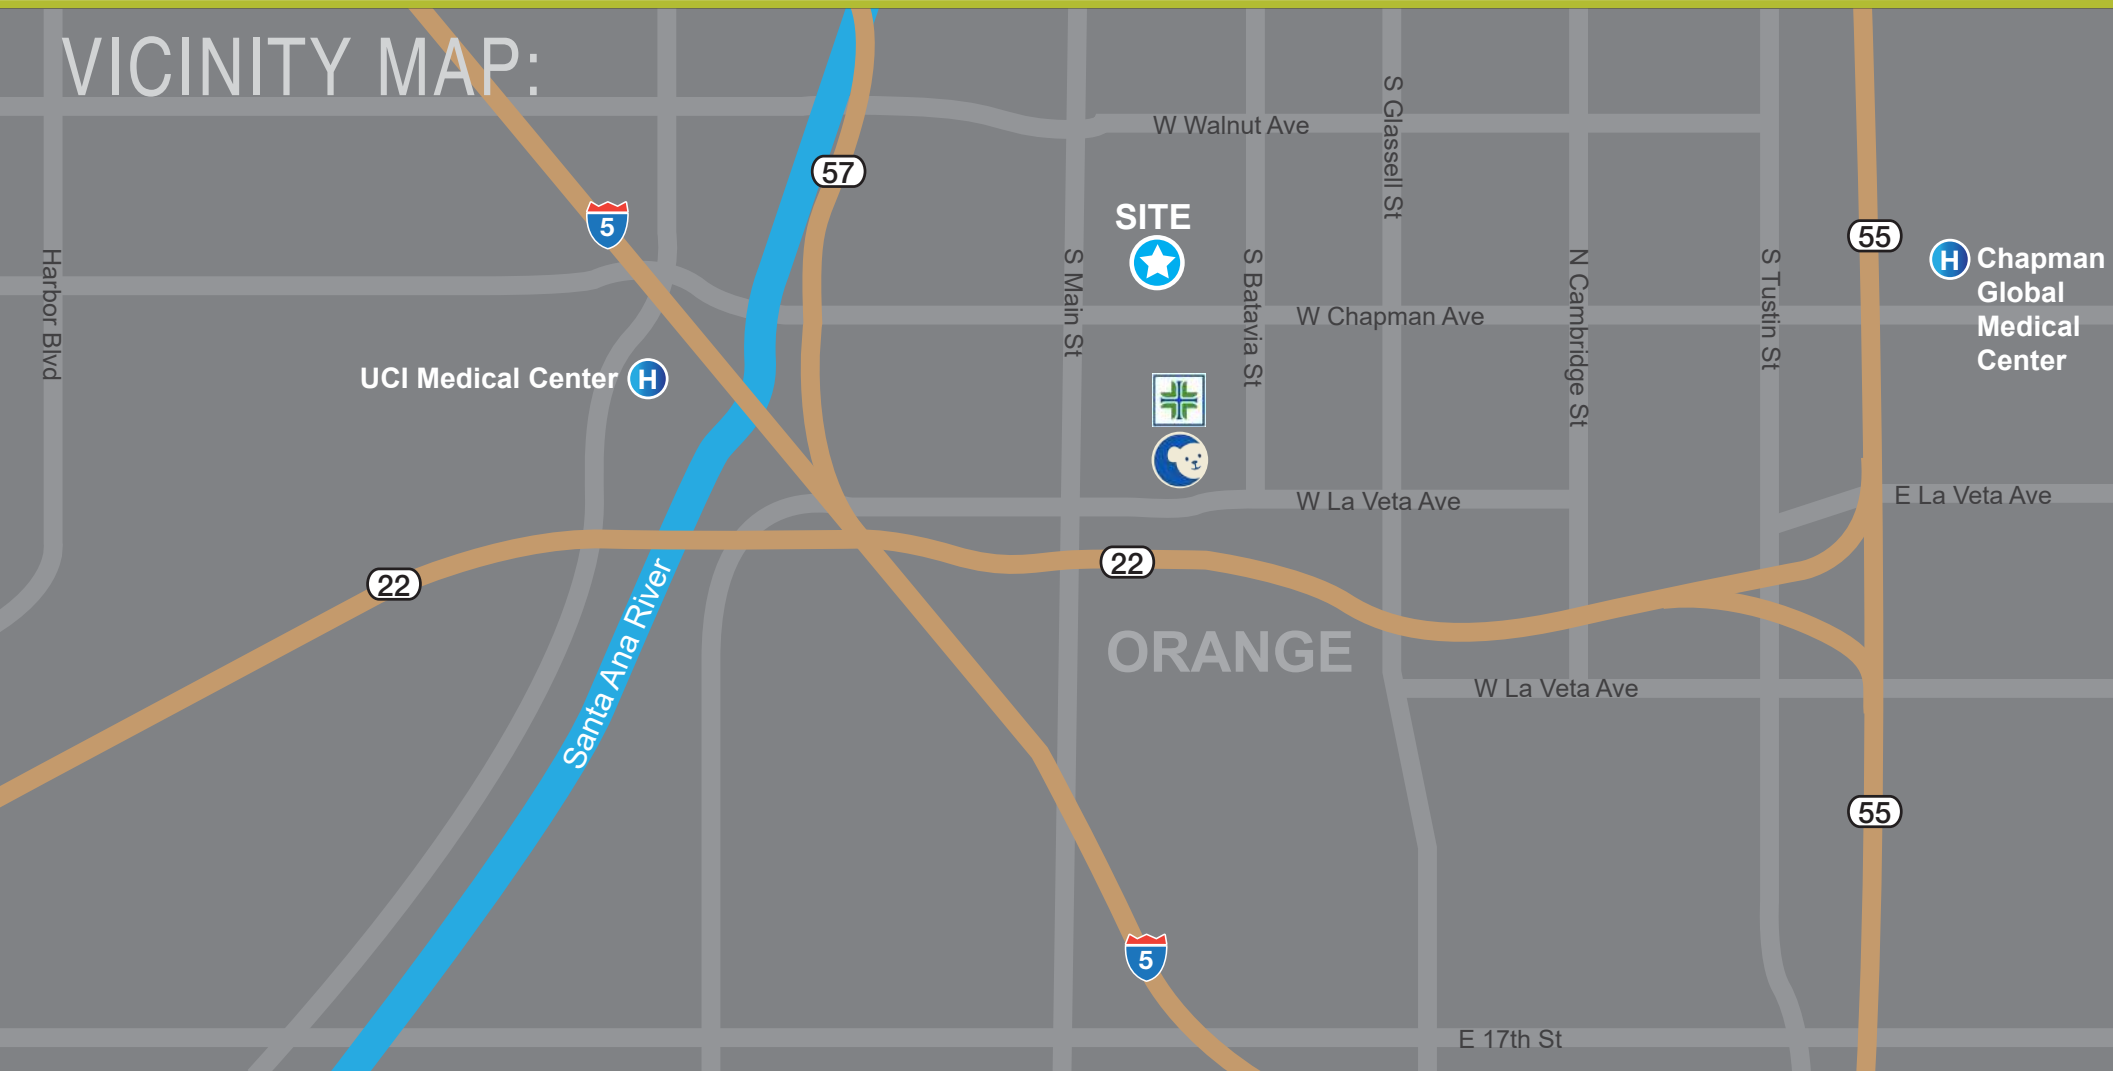 VICINITY MAP:
W Walnut Ave
S Glassell St
57
SITE
5
55
H
Chapman
Global
Medical
Center
Harbor Blvd
S Main St
S Batavia St
N Cambridge St
S Tustin St
W Chapman Ave
UCI Medical Center
H
W La Veta Ave
E La Veta Ave
22
22
Santa Ana River
ORANGE
W La Veta Ave
55
5
E 17th St